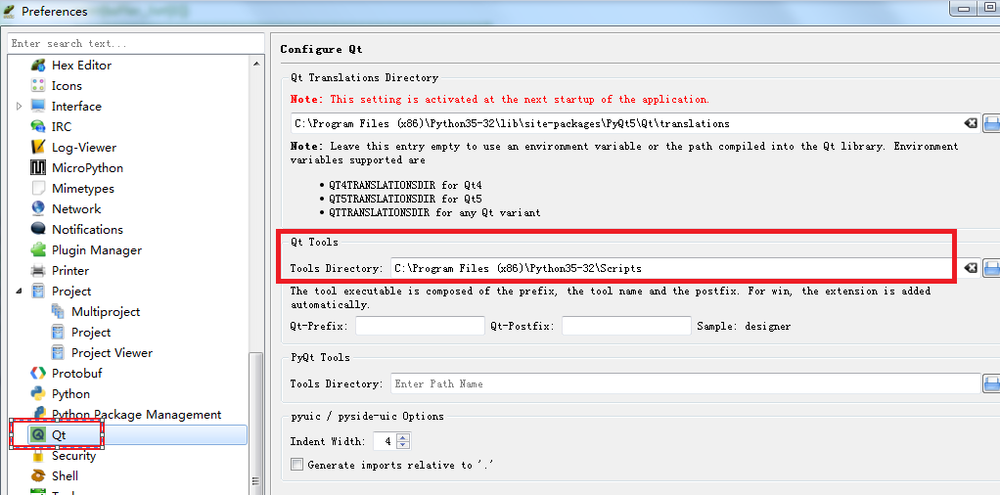 Preferences
Enter search text...
Hex Editor
Icons
Interface
IRC
Log-Viewer
MicroPython
Mimetypes
Network
Notifications
Plugin Manager
Printer
Project
Multiproject
Project
Project Viewer
Protobuf
Python
Python Package Management
Qt
Security
Shell
Configure Qt
Qt Translations Directory
Note: This setting is activated at the next startup of the application.
C:\Program Files (x86)\Python35-32\lib\site-packages\PyQt5\Qt\translations
Note: Leave this entry empty to use an environment variable or the path compiled into the Qt library. Environment
variables supported are
• QT4TRANSLATIONSDIR for Qt4
• QT5TRANSLATIONSDIR for Qt5
• QTTRANSLATIONSDIR for any Qt variant
Qt Tools
Tools Directory: C:\Program Files (x86)\Python35-32\Scripts
The tool executable is composed of the prefix, the tool name and the postfix. For win, the extension is added
automatically.
Qt-Prefix: Qt-Postfix: Sample: designer
PyQt Tools
Tools Directory: Enter Path Name
pyuic / pyside-uic Options
Indent Width: 4
Generate imports relative to '.'